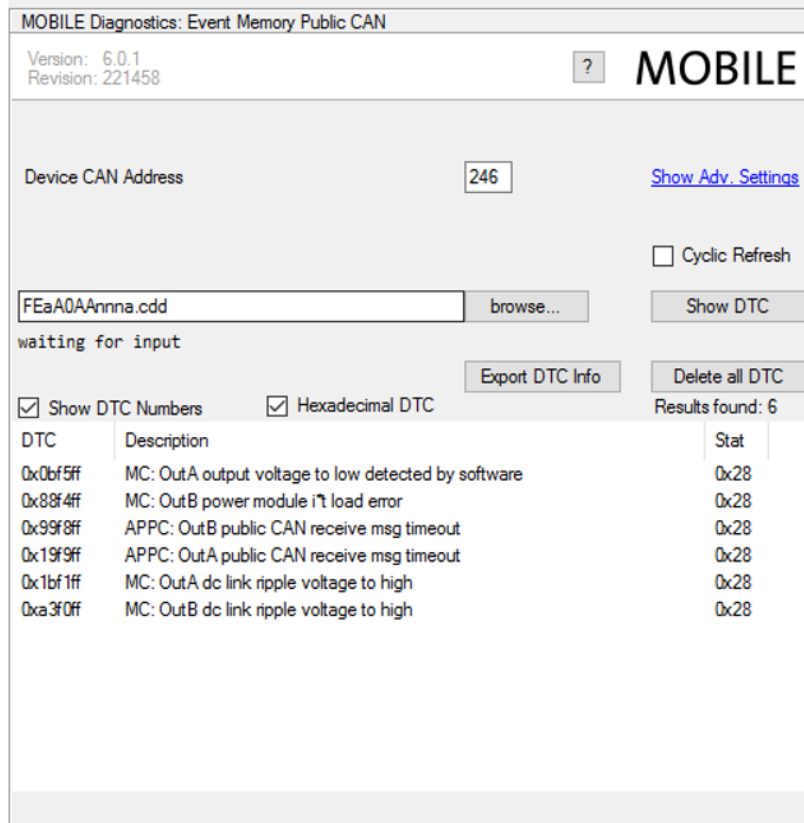 MOBILE Diagnostics: Event Memory Public CAN
Version: 6.0.1
Revision: 221458
?
MOBILE
Device CAN Address
246
Show Adv. Settings
Cyclic Refresh
FEaA0AAnnna.cdd
browse...
Show DTC
waiting for input
Export DTC Info
Delete all DTC
Show DTC Numbers
Hexadecimal DTC
Results found: 6
DTC Description Stat
0x0bf5ff MC: OutA output voltage to low detected by software 0x28
0x88f4ff MC: OutB power module load error 0x28
0x99f8ff APPC: OutB public CAN receive msg timeout 0x28
0x19f9ff APPC: OutA public CAN receive msg timeout 0x28
0x1bf1ff MC: OutA dc link ripple voltage to high 0x28
0xa3f0ff MC: OutB dc link ripple voltage to high 0x28